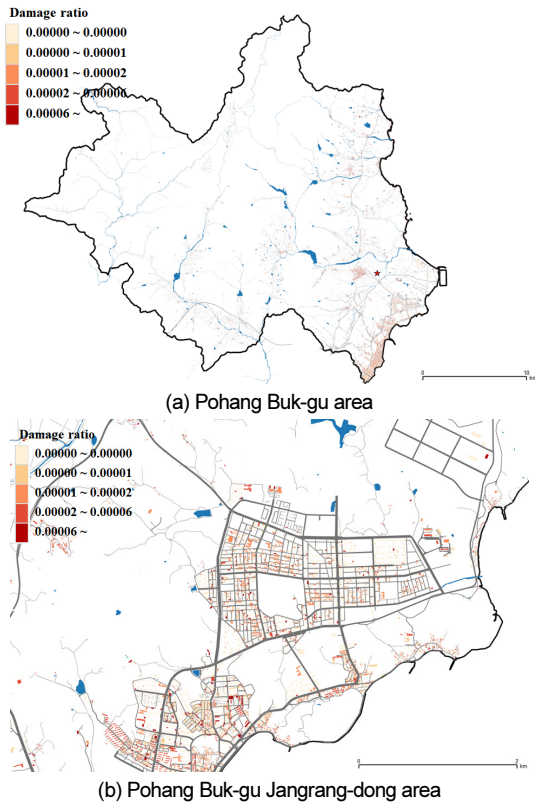 Damage ratio
0.00000 ~ 0.00000
0.00000 ~ 0.00001
0.00001 ~ 0.00002
0.00002 ~ 0.00006
0.00006 ~
0 10
km
(a) Pohang Buk-gu area
Damage ratio
0.00000 ~ 0.00000
0.00000 ~ 0.00001
0.00001 ~ 0.00002
0.00002 ~ 0.00006
0.00006 ~
0 2
km
(b) Pohang Buk-gu Jangrang-dong area